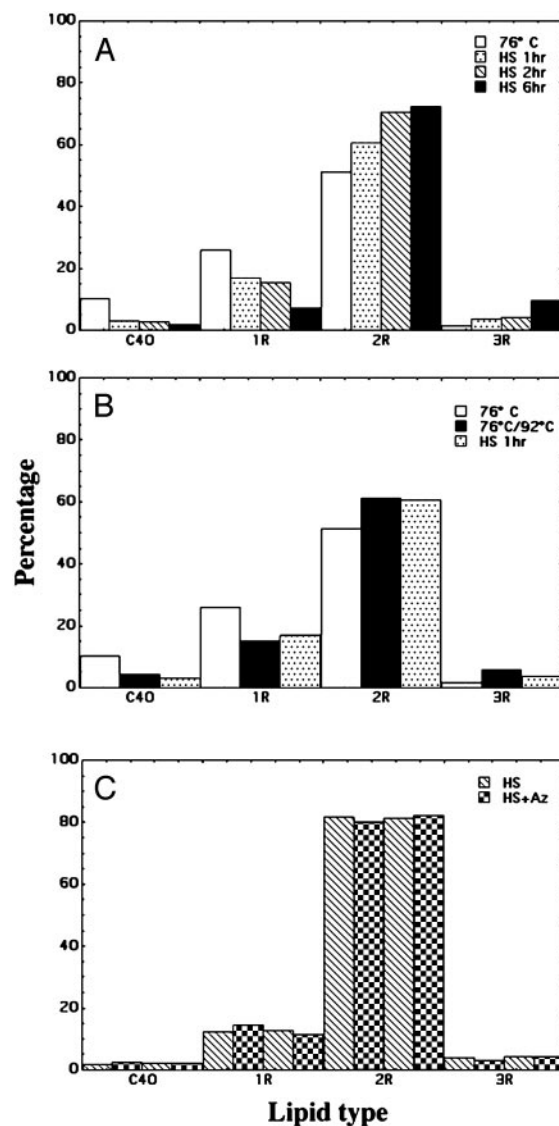 A
100
76° C
HS 1hr
HS 2hr
HS 6hr
80
60
40
20
0
C40 1R 2R 3R
B
100
76° C
76°C/92°C
HS 1hr
80
60
40
20
0
C40 1R 2R 3R
Percentage
C
100
HS
HS+Az
80
60
40
20
0
C40 1R 2R 3R
Lipid type